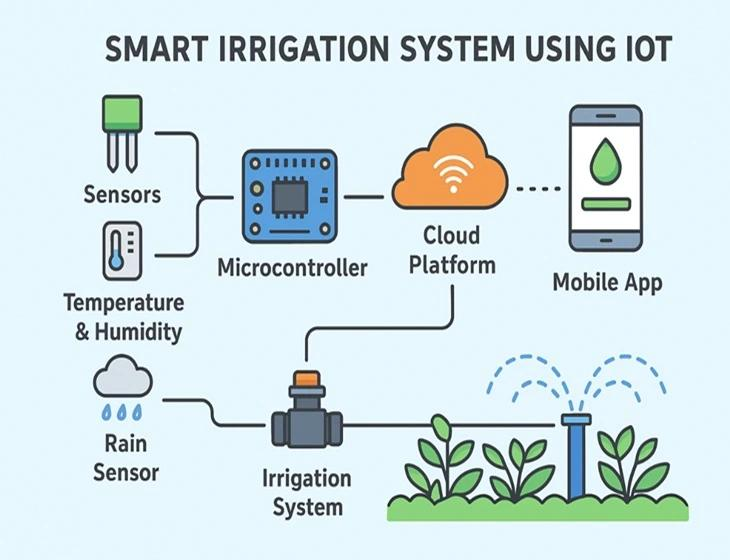 SMART IRRIGATION SYSTEM USING IOT
Sensors
Temperature
& Humidity
Rain
Sensor
Microcontroller
Cloud
Platform
Mobile App
Irrigation
System